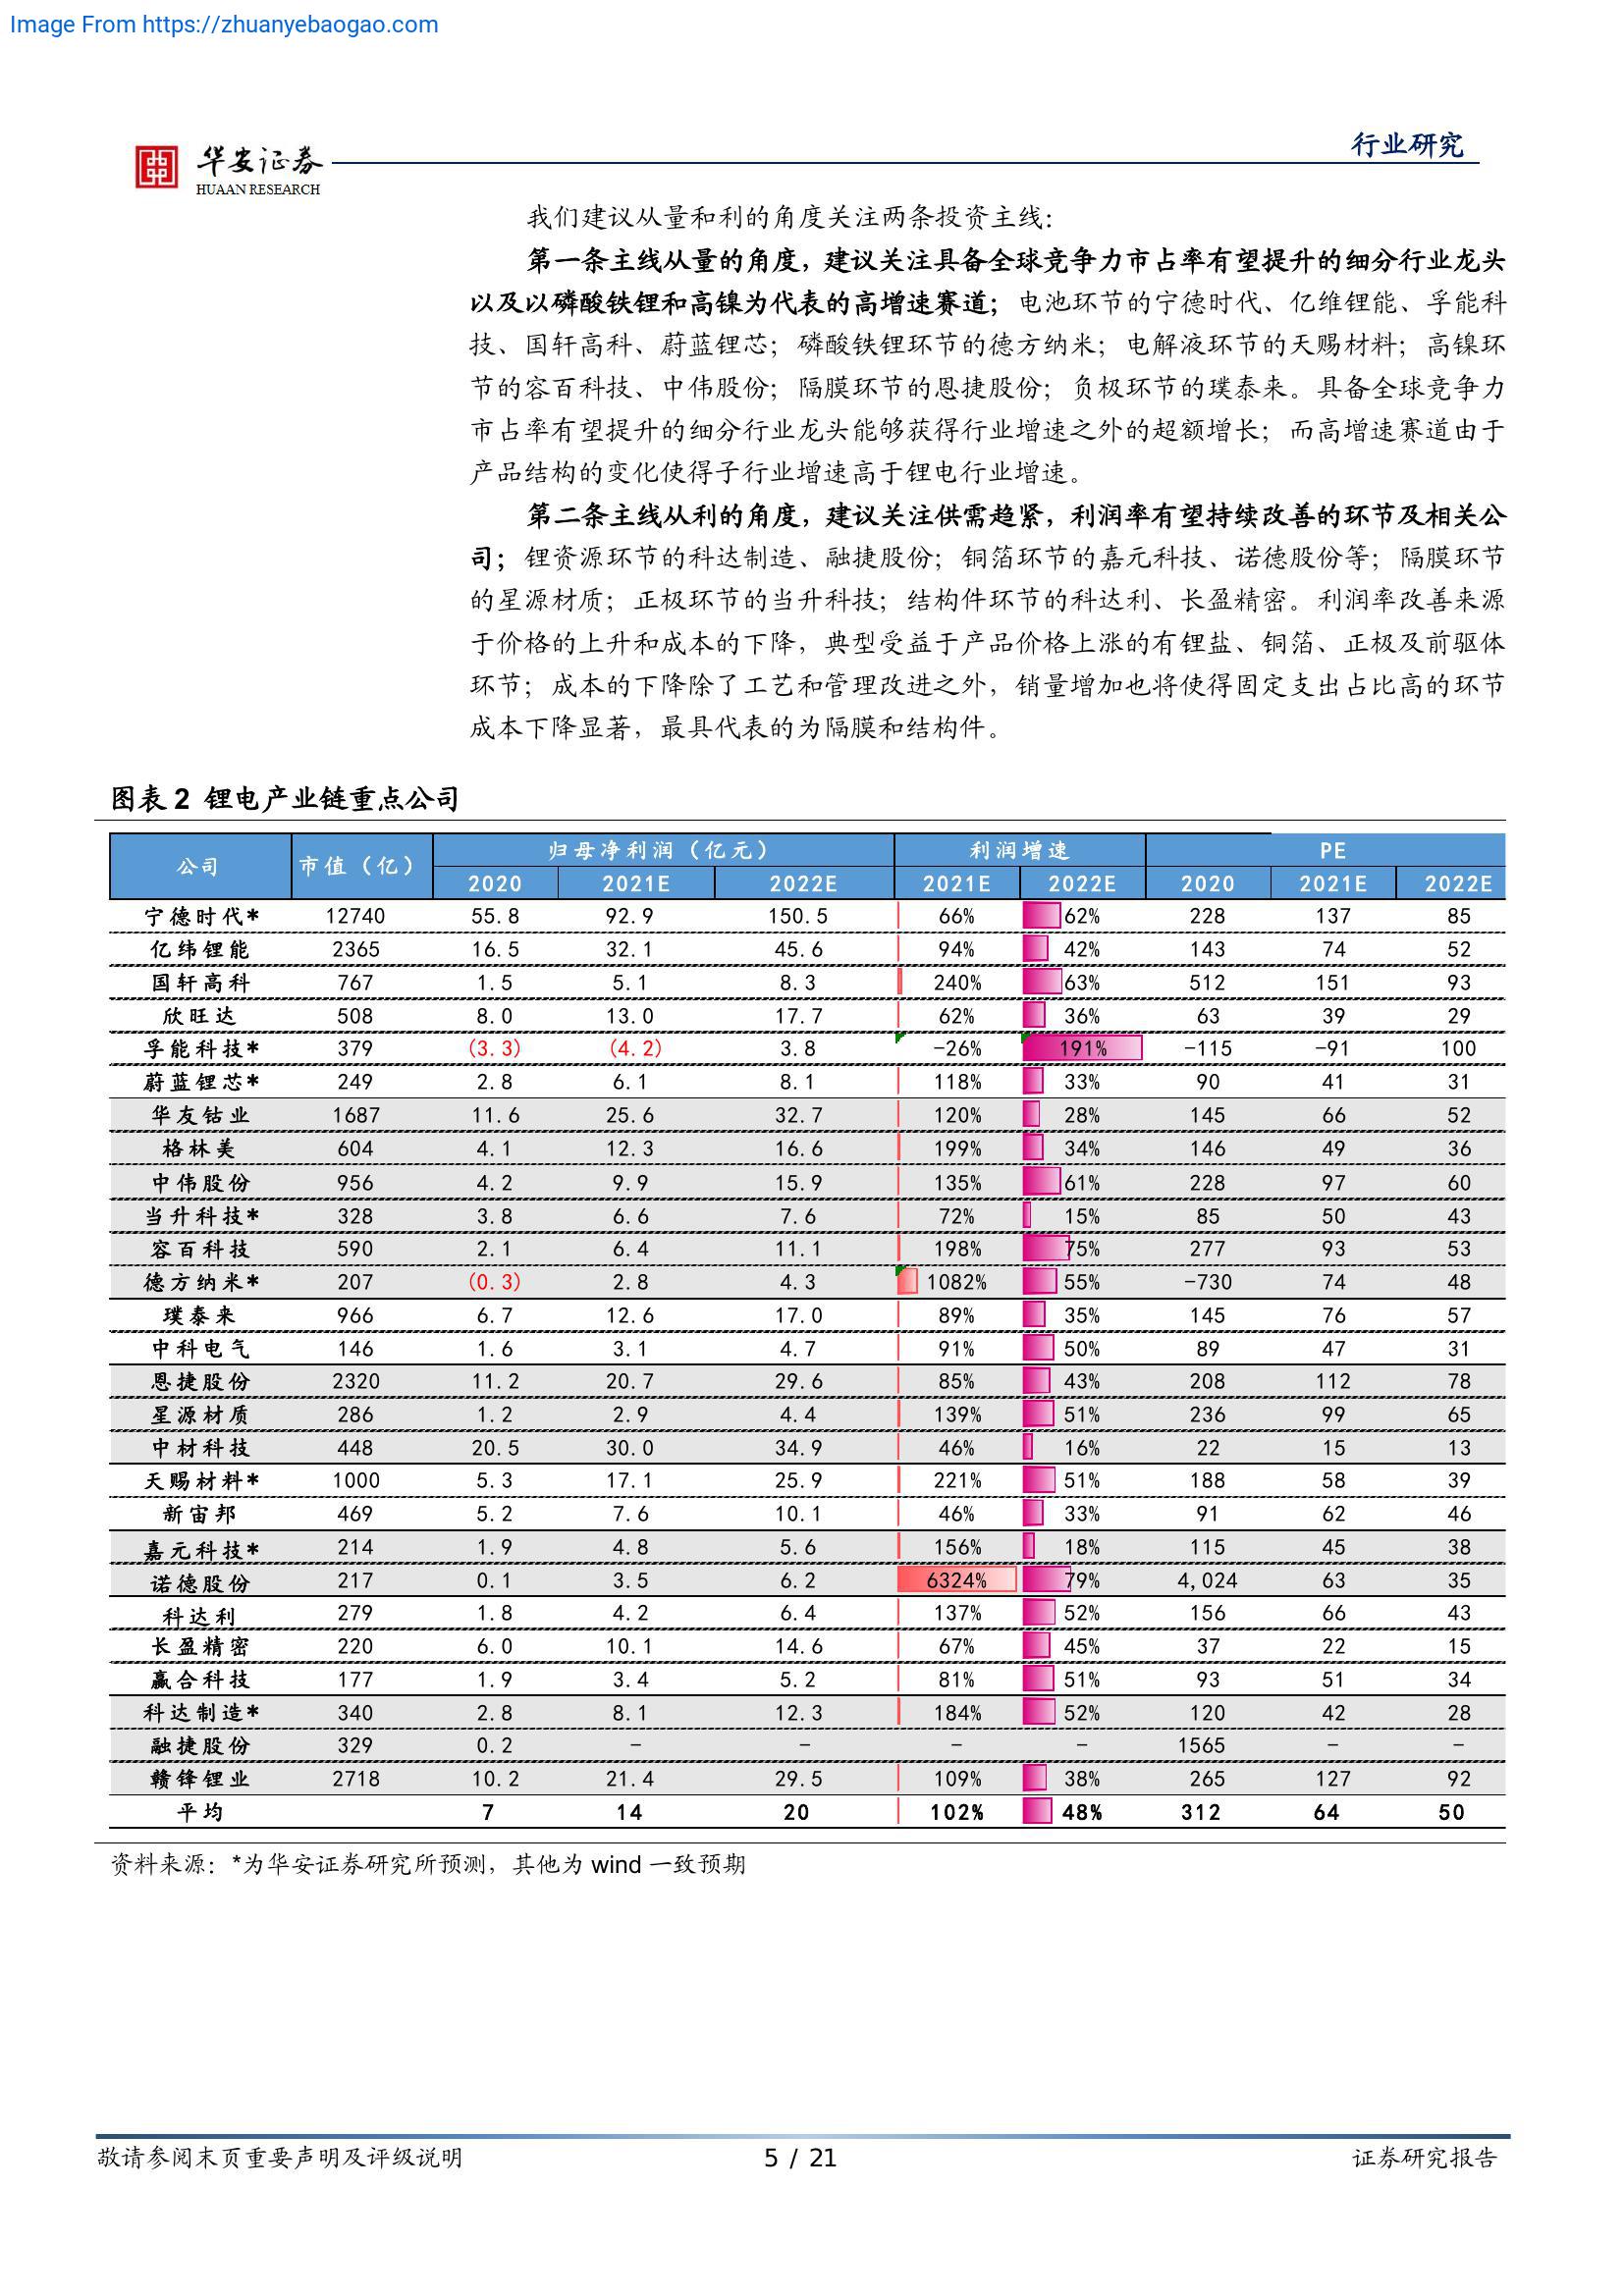 Image From https://zhuanyebaogao.com
华安证券
HUAAN RESEARCH
行业研究
我们建议从量和利的角度关注两条投资主线：
第一条主线从量的角度，建议关注具备全球竞争力市占率有望提升的细分行业龙头
以及以磷酸铁锂和高镍为代表的高增速赛道；电池环节的宁德时代、亿维锂能、孚能科
技、国轩高科、蔚蓝锂芯；磷酸铁锂环节的德方纳米；电解液环节的天赐材料；高镍环
节的容百科技、中伟股份；隔膜环节的恩捷股份；负极环节的璞泰来。具备全球竞争力
市占率有望提升的细分行业龙头能够获得行业增速之外的超额增长；而高增速赛道由于
产品结构的变化使得子行业增速高于锂电行业增速。
第二条主线从利的角度，建议关注供需趋紧，利润率有望持续改善的环节及相关公
司；锂资源环节的科达制造、融捷股份；铜箔环节的嘉元科技、诺德股份等；隔膜环节
的星源材质；正极环节的当升科技；结构件环节的科达利、长盈精密。利润率改善来源
于价格的上升和成本的下降，典型受益于产品价格上涨的有锂盐、铜箔、正极及前驱体
环节；成本的下降除了工艺和管理改进之外，销量增加也将使得固定支出占比高的环节
成本下降显著，最具代表的为隔膜和结构件。
图表 2 锂电产业链重点公司
公司 市值（亿） 归母净利润（亿元） 利润增速 PE
2020 2021E 2022E 2021E 2022E 2020 2021E 2022E
宁德时代* 12740 55.8 92.9 150.5 66% 62% 228 137 85
亿纬锂能 2365 16.5 32.1 45.6 94% 42% 143 74 52
国轩高科 767 1.5 5.1 8.3 240% 63% 512 151 93
欣旺达 508 8.0 13.0 17.7 62% 36% 63 39 29
孚能科技* 379 (3.3) (4.2) 3.8 -26% 191% -115 -91 100
蔚蓝锂芯* 249 2.8 6.1 8.1 118% 33% 90 41 31
华友钴业 1687 11.6 25.6 32.7 120% 28% 145 66 52
格林美 604 4.1 12.3 16.6 199% 34% 146 49 36
中伟股份 956 4.2 9.9 15.9 135% 61% 228 97 60
当升科技* 328 3.8 6.6 7.6 72% 15% 85 50 43
容百科技 590 2.1 6.4 11.1 198% 75% 277 93 53
德方纳米* 207 (0.3) 2.8 4.3 1082% 55% -730 74 48
璞泰来 966 6.7 12.6 17.0 89% 35% 145 76 57
中科电气 146 1.6 3.1 4.7 91% 50% 89 47 31
恩捷股份 2320 11.2 20.7 29.6 85% 43% 208 112 78
星源材质 286 1.2 2.9 4.4 139% 51% 236 99 65
中材科技 448 20.5 30.0 34.9 46% 16% 22 15 13
天赐材料* 1000 5.3 17.1 25.9 221% 51% 188 58 39
新宙邦 469 5.2 7.6 10.1 46% 33% 91 62 46
嘉元科技* 214 1.9 4.8 5.6 156% 18% 115 45 38
诺德股份 217 0.1 3.5 6.2 6324% 79% 4,024 63 35
科达利 279 1.8 4.2 6.4 137% 52% 156 66 43
长盈精密 220 6.0 10.1 14.6 67% 45% 37 22 15
赢合科技 177 1.9 3.4 5.2 81% 51% 93 51 34
科达制造* 340 2.8 8.1 12.3 184% 52% 120 42 28
融捷股份 329 0.2 - - - - 1565 - -
赣锋锂业 2718 10.2 21.4 29.5 109% 38% 265 127 92
平均 7 14 20 102% 48% 312 64 50
资料来源：*为华安证券研究所预测，其他为 wind 一致预期
敬请参阅末页重要声明及评级说明 5 / 21 证券研究报告